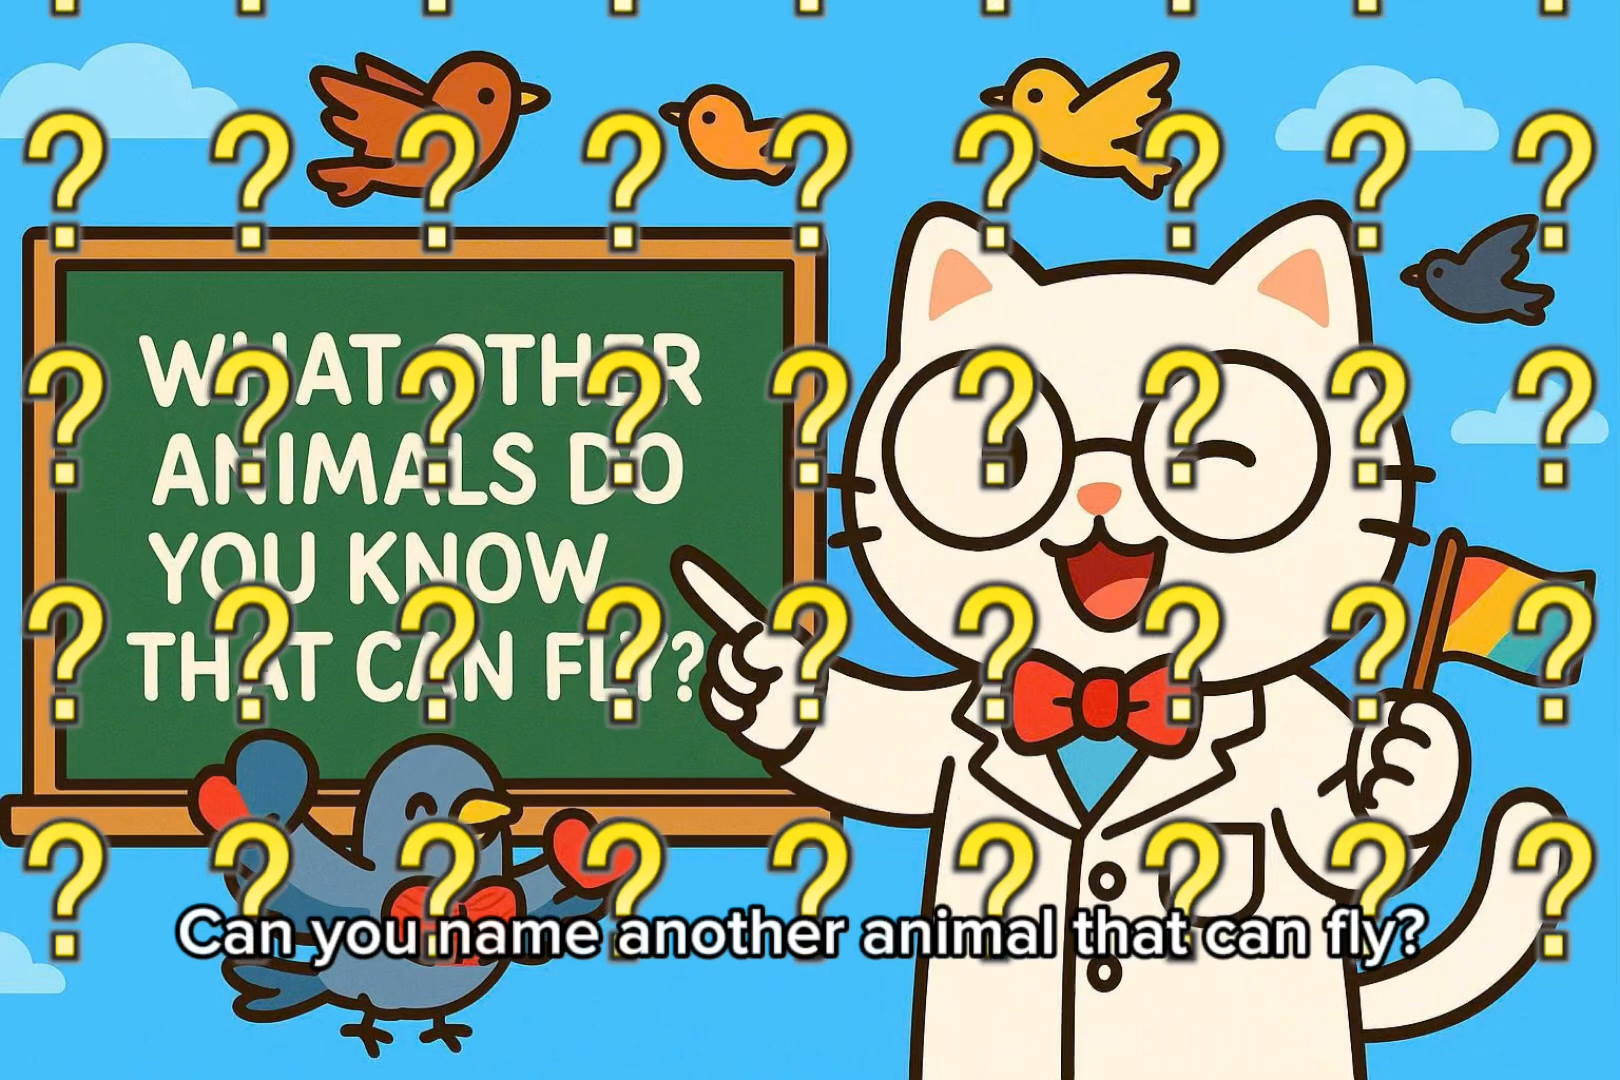 WHAT OTHER
ANIMALS DO
YOU KNOW
THAT CAN FLY?
Can you name another animal that can fly?